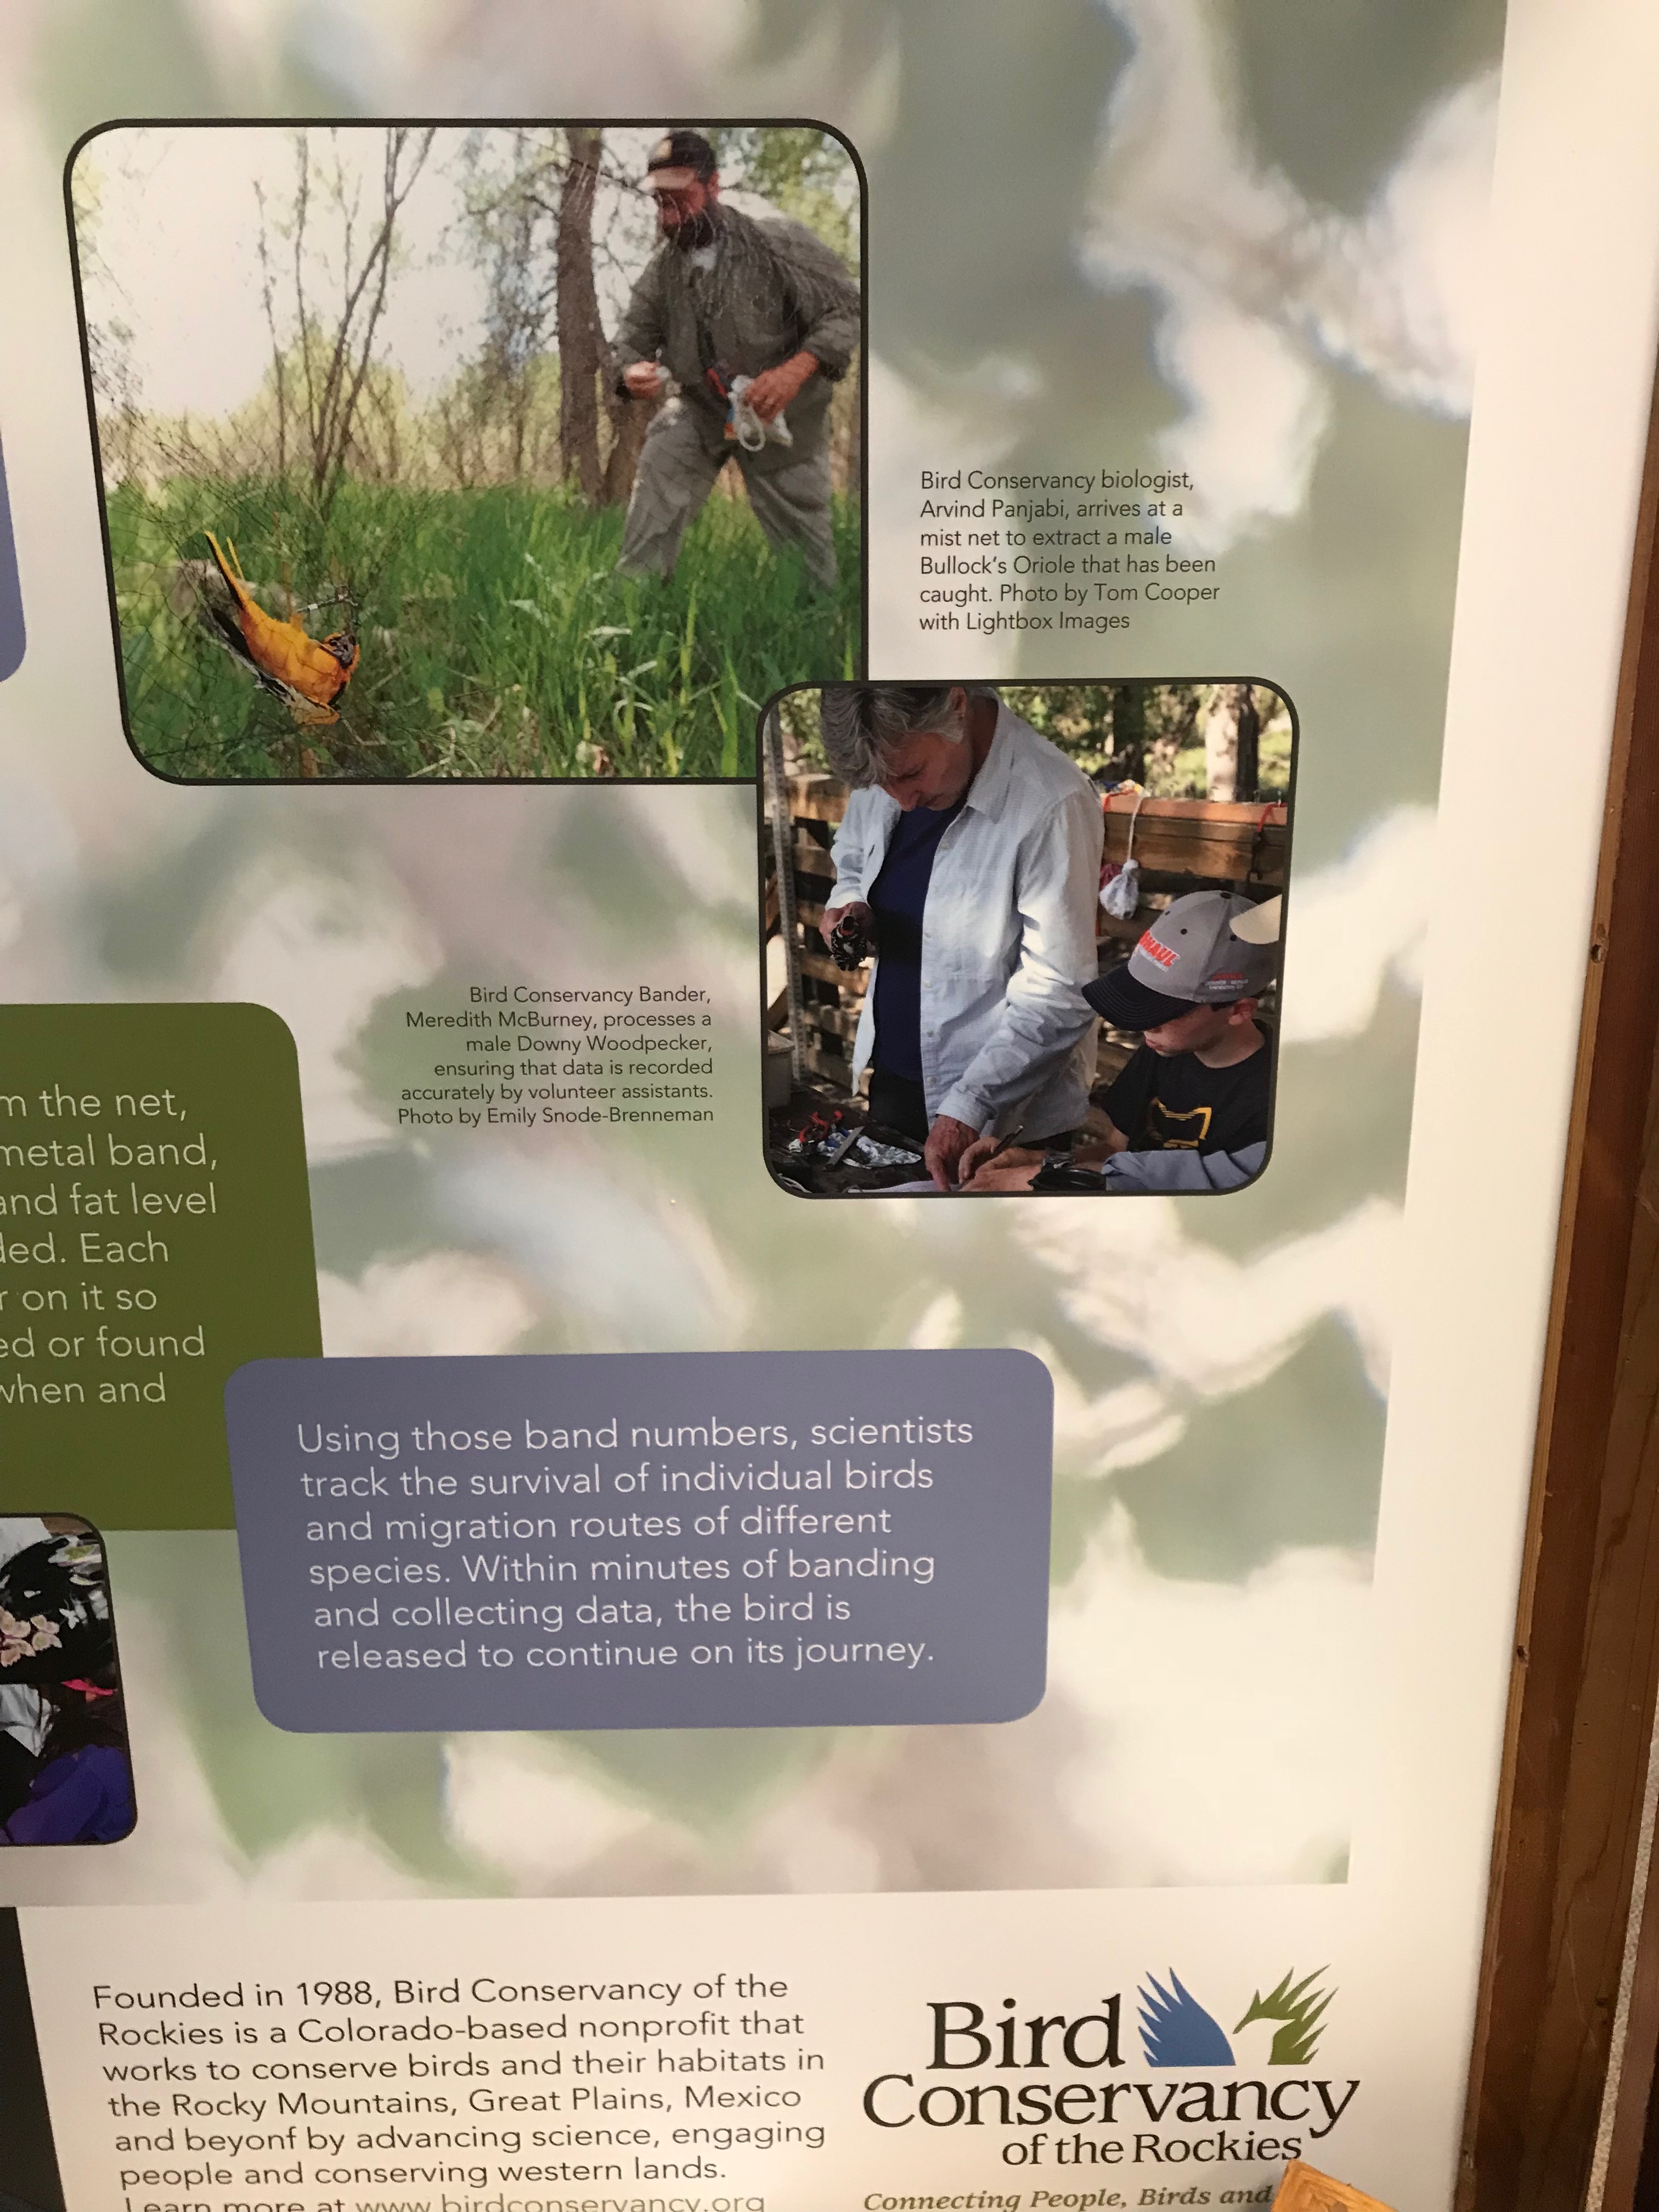 Bird Conservancy biologist,
Arvind Panjabi, arrives at a
mist net to extract a male
Bullock's Oriole that has been
caught. Photo by Tom Cooper
with Lightbox Images
Bird Conservancy Bander,
Meredith McBurney, processes a
male Downy Woodpecker,
ensuring that data is recorded
accurately by volunteer assistants.
Photo by Emily Snode-Brenneman
the net,
metal band,
and fat level
Each
on it so
or found
when and
Using those band numbers, scientists
track the survival of individual birds
and migration routes of different
species. Within minutes of banding
and collecting data, the bird is
released to continue on its journey.
Founded in 1988, Bird Conservancy of the
Rockies is a Colorado-based nonprofit that
works to conserve birds and their habitats in
the Rocky Mountains, Great Plains, Mexico
and beyonf by advancing science, engaging
people and conserving western lands.
Learn more at www.birdconservancy.org
Bird
Conservancy
of the Rockies
Connecting People, Birds and